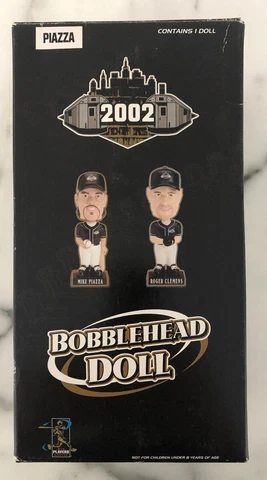 PIAZZA
CONTAINS 1 DOLL
2002
MIKE PIAZZA
ROGER CLEMENS
BOBBLEHEAD
DOLL
PLAYERS
NOT FOR CHILDREN UNDER 8 YEARS OF AGE